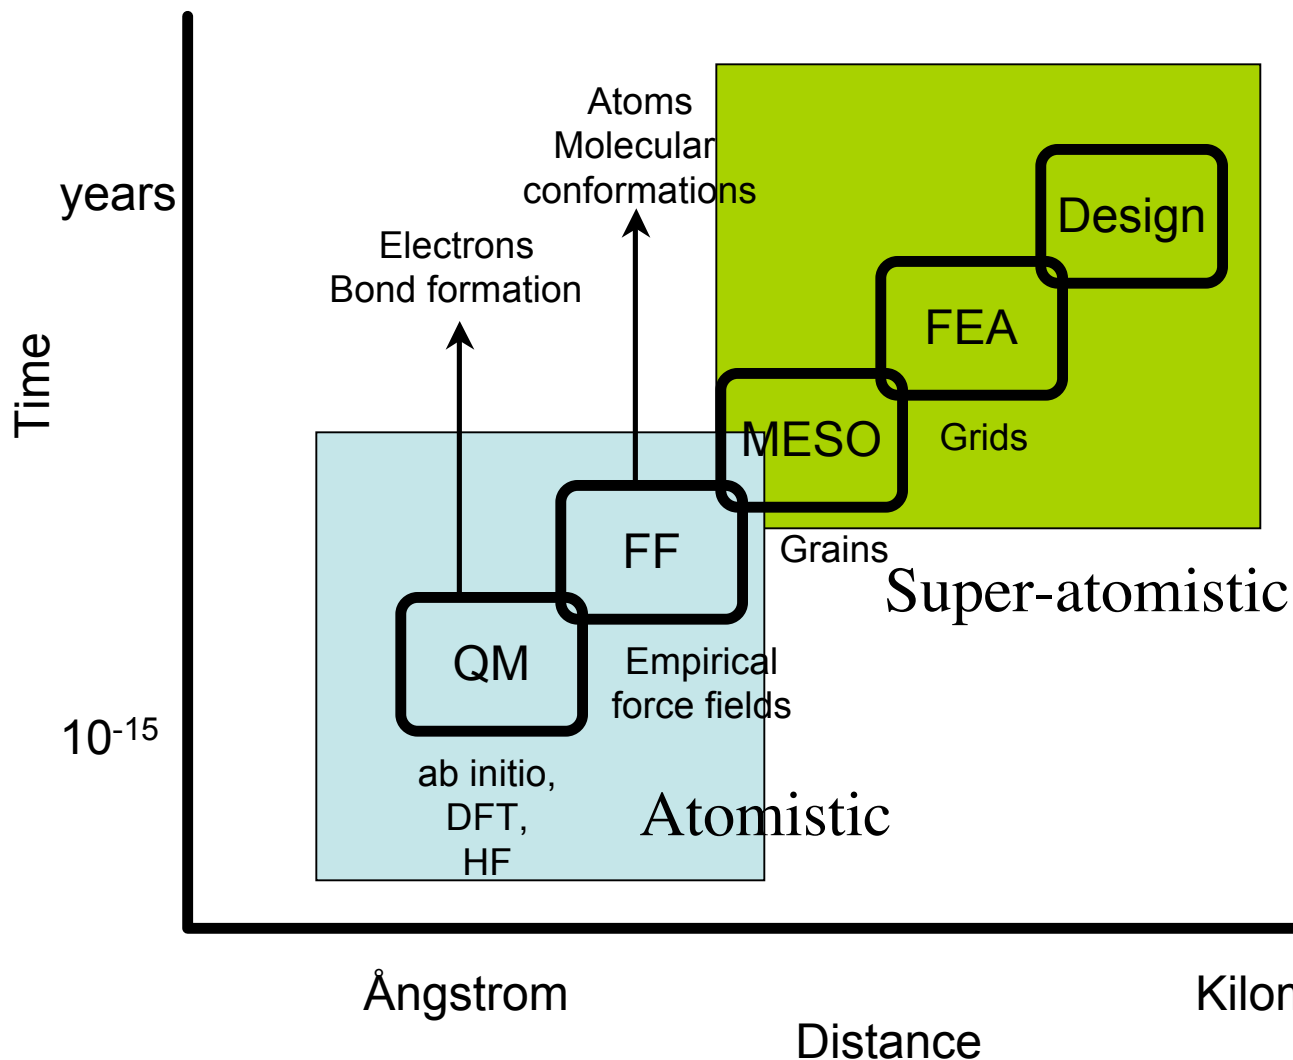 Atoms
Molecular
conformations
years
Design
Electrons
Bond formation
FEA
Time
MESO
Grids
FF
Grains
Super-atomistic
QM
Empirical
force fields
10-15
ab initio,
DFT,
HF
Atomistic
Ångstrom
Distance